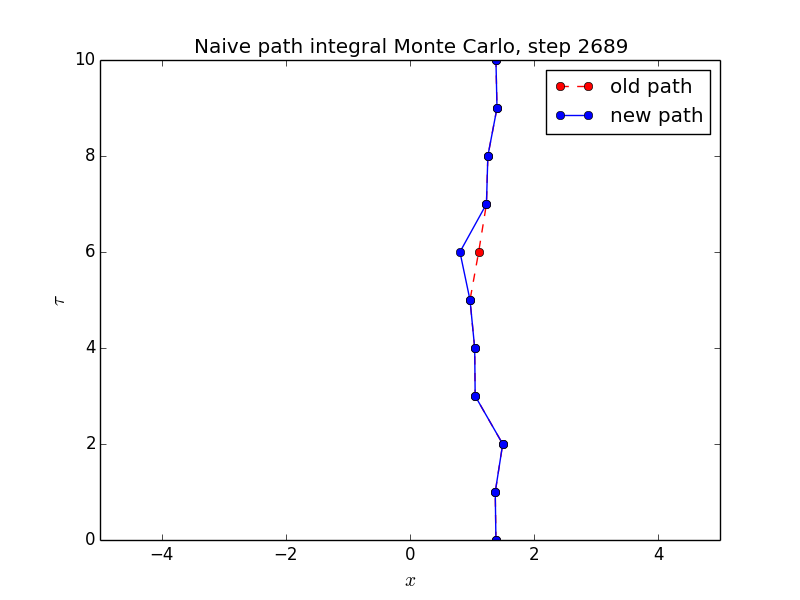 Naive path integral Monte Carlo, step 2689
old path
new path
10
8
6
4
2
0
τ
−4 −2 0 2 4
x